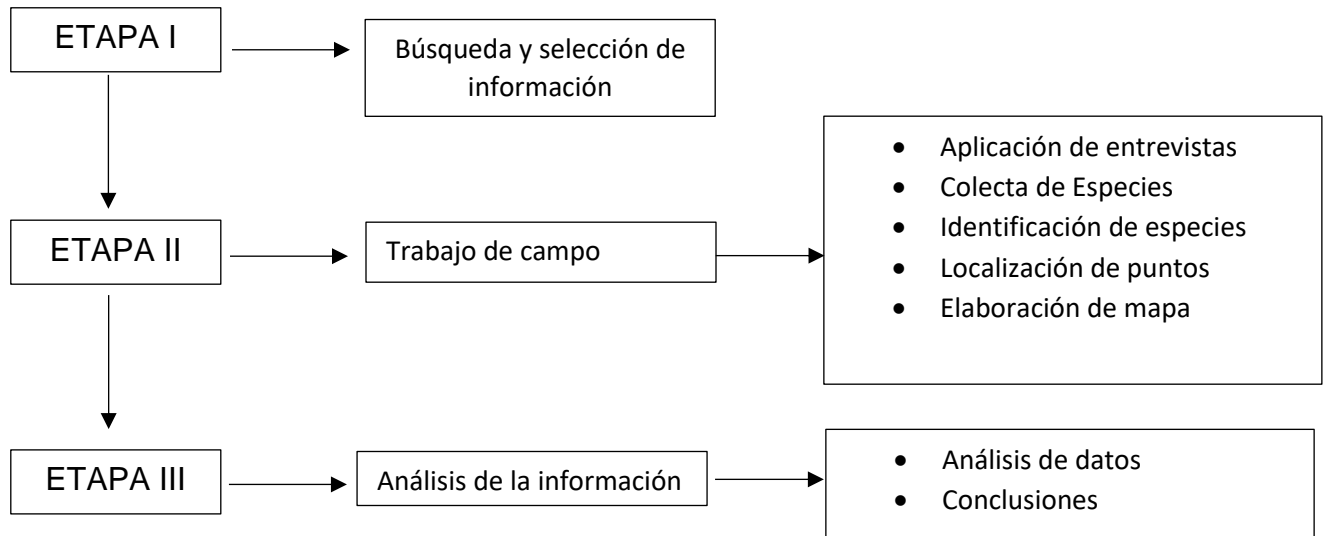 ETAPA I
Búsqueda y selección de
información
ETAPA II
Trabajo de campo
• Aplicación de entrevistas
• Colecta de Especies
• Identificación de especies
• Localización de puntos
• Elaboración de mapa
ETAPA III
Análisis de la información
• Análisis de datos
• Conclusiones